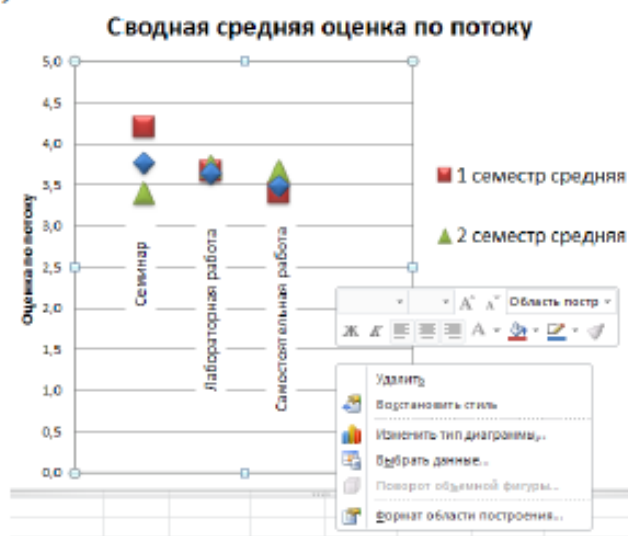 Сводная средняя оценка по потоку
5,0
4,5
4,0
3,5
3,0
2,5
2,0
1,5
1,0
0,5
0,0
Оценка по потоку
Семинар
Лабораторная работа
Самостоятельная работа
1 семестр средняя
2 семестр средняя
Область постр
Ж К
Удалить
Восстановить стиль
Изменить тип диаграммы...
Выбрать данные...
Поворот объемной фигуры...
Формат области построения...